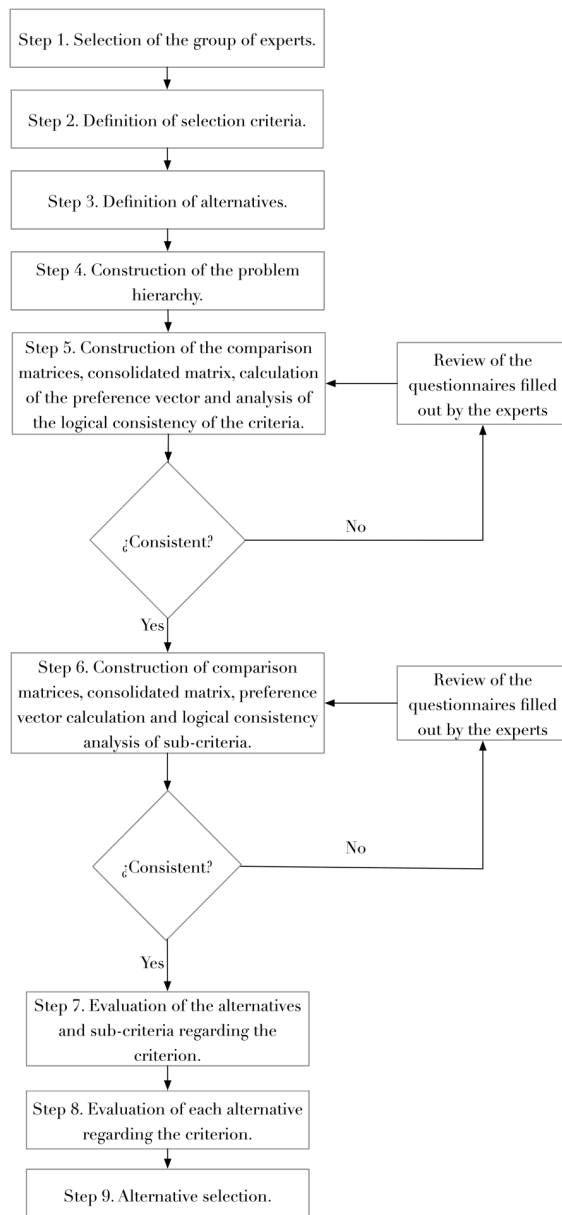 Step 1. Selection of the group of experts.
Step 2. Definition of selection criteria.
Step 3. Definition of alternatives.
Step 4. Construction of the problem
hierarchy.
Step 5. Construction of the comparison
matrices, consolidated matrix, calculation
of the preference vector and analysis of
the logical consistency of the criteria.
Review of the
questionnaires filled
out by the experts
¿Consistent?
No
Yes
Step 6. Construction of comparison
matrices, consolidated matrix, preference
vector calculation and logical consistency
analysis of sub-criteria.
Review of the
questionnaires filled
out by the experts
¿Consistent?
No
Yes
Step 7. Evaluation of the alternatives
and sub-criteria regarding the
criterion.
Step 8. Evaluation of each alternative
regarding the criterion.
Step 9. Alternative selection.